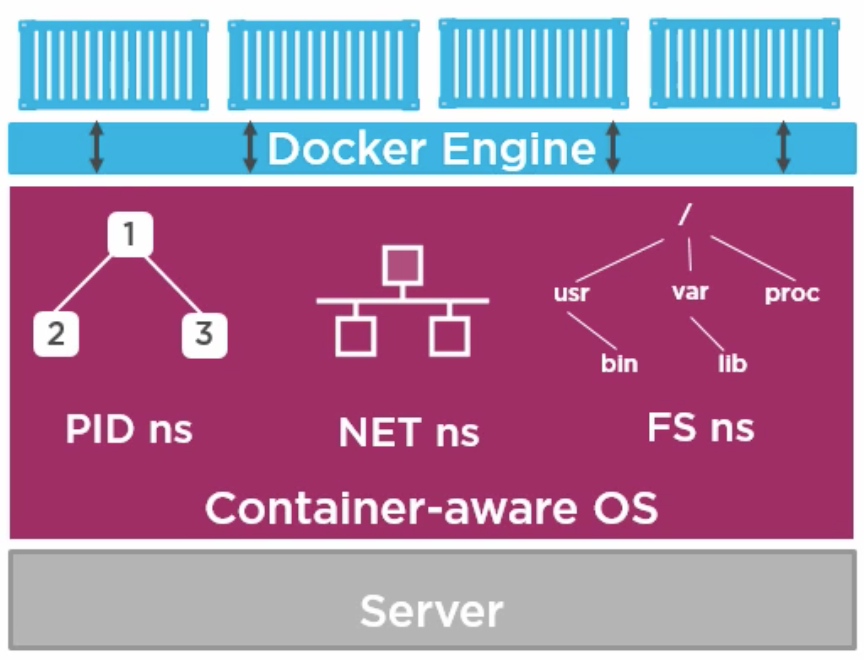 Docker Engine
1
2
3
/
usr
var
proc
bin
lib
PID ns
NET ns
FS ns
Container-aware OS
Server